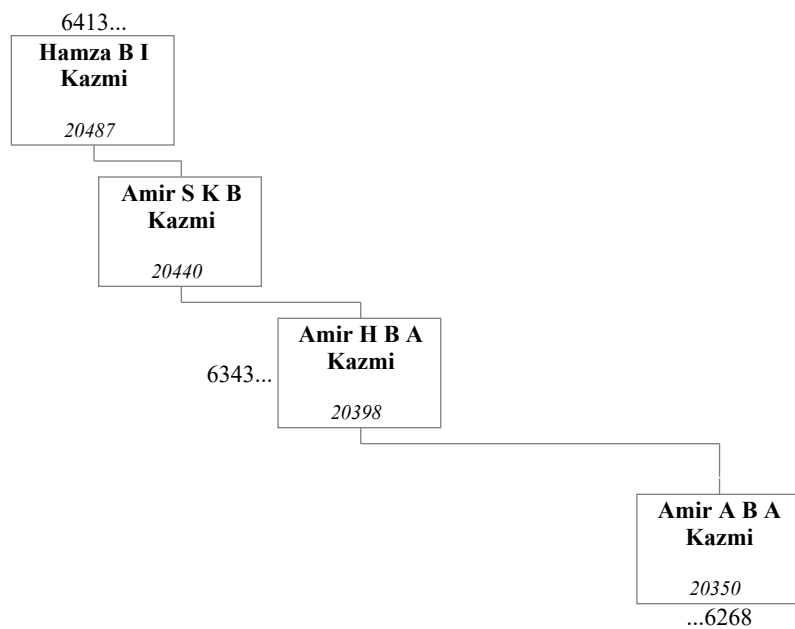 6413...
Hamza B I
Kazmi
20487
Amir S K B
Kazmi
20440
Amir H B A
Kazmi
6343...
20398
Amir A B A
Kazmi
20350
...6268